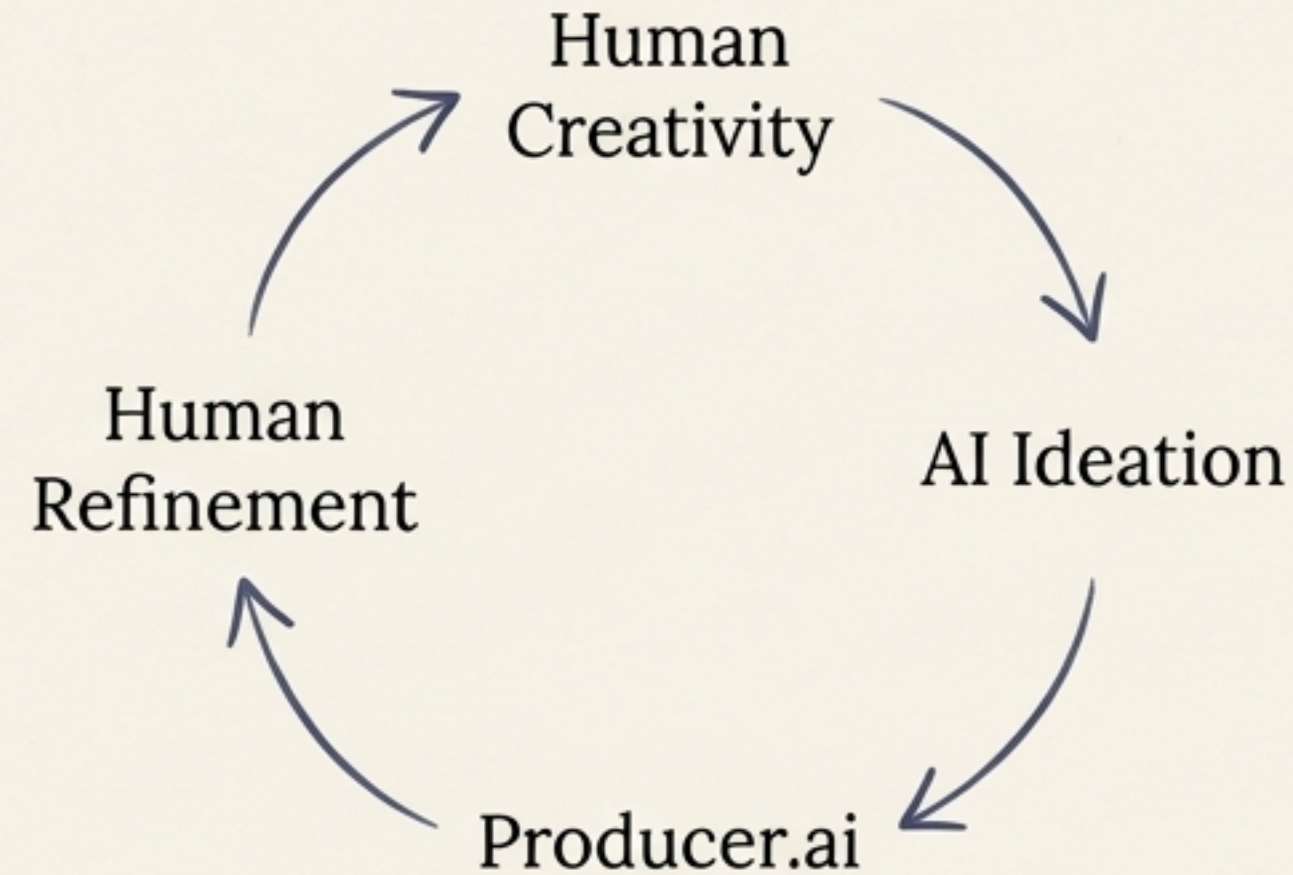 Human
Creativity
AI Ideation
Producer.ai
Human
Refinement